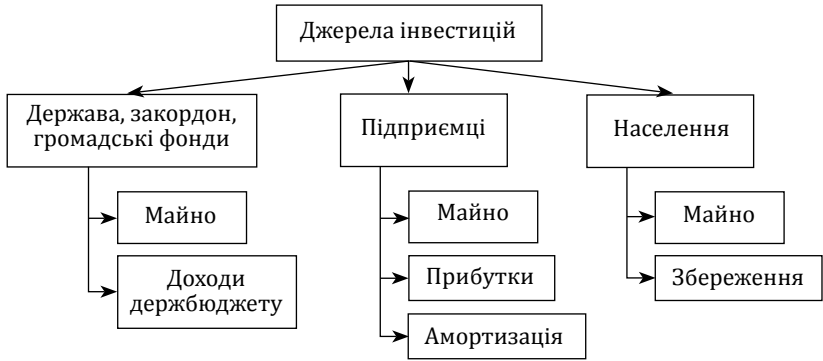 Джерела інвестицій
Держава, закордон,
громадські фонди
Підприємці
Населення
Майно
Доходи
держбюджету
Майно
Прибутки
Амортизація
Майно
Збереження